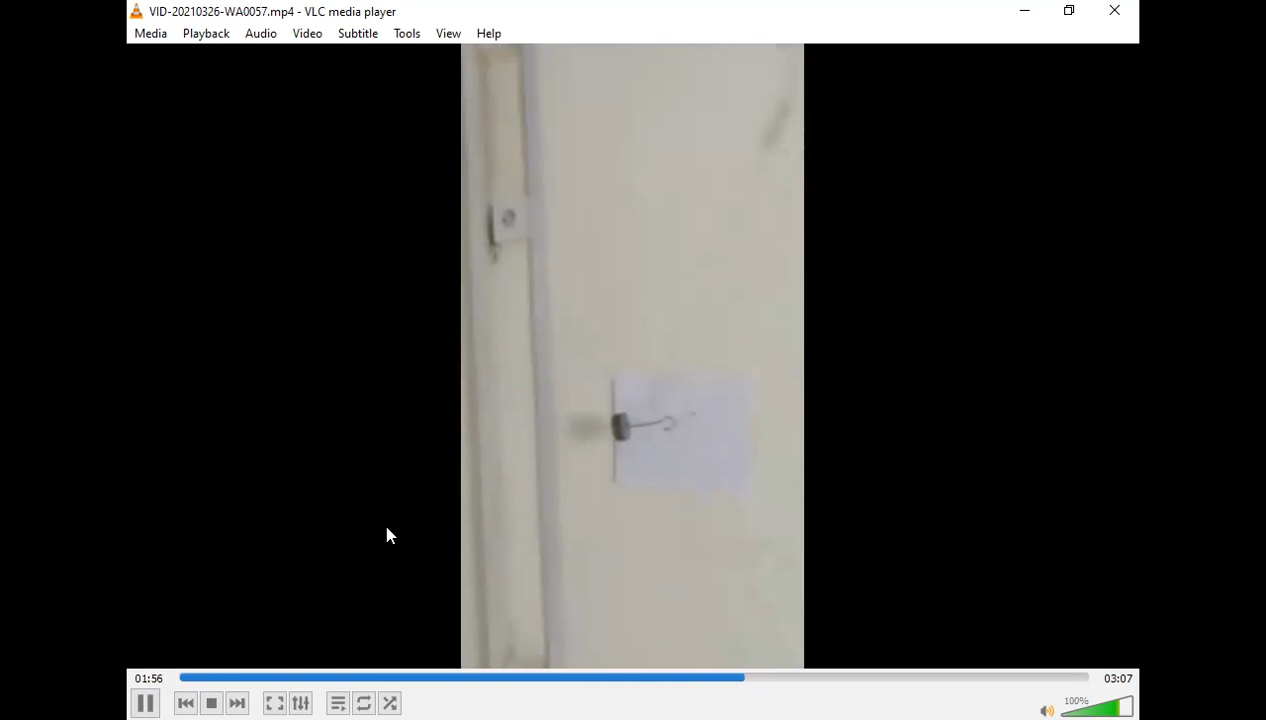 VID-20210326-WA0057.mp4 - VLC media player
Media Playback Audio Video Subtitle Tools View Help
01:56 03:07
100%